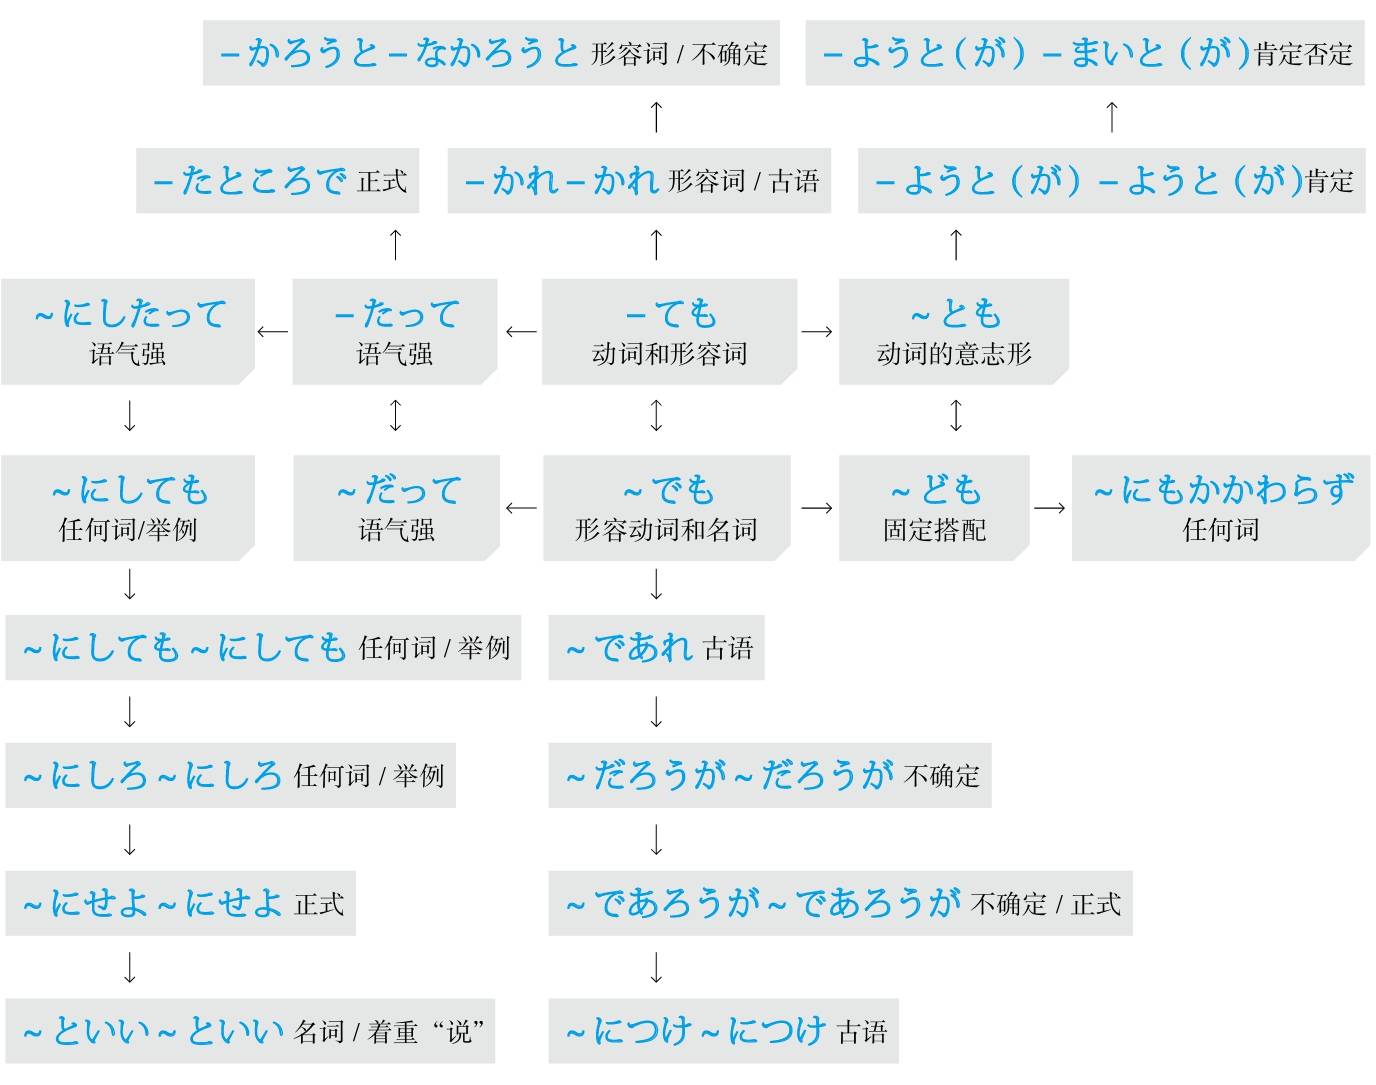 －かろうと－なかろうと 形容词 / 不确定
－ようと（が）－まいと（が)肯定否定
－たところで 正式
－かれ－かれ 形容词 / 古语
－ようと（が）－ようと（が)肯定
~にしたって
语气强
－たって
语气强
－ても
动词和形容词
~とも
动词的意志形
~にしても
任何词/举例
~だって
语气强
~でも
形容动词和名词
~ども
固定搭配
~にもかかわらず
任何词
~にしても~にしても 任何词 / 举例
~であれ 古语
~にしろ~にしろ 任何词 / 举例
~だろうが~だろうが 不确定
~にせよ~にせよ 正式
~であろうが~であろうが 不确定 / 正式
~といい~といい 名词 / 着重“说”
~につけ~につけ 古语